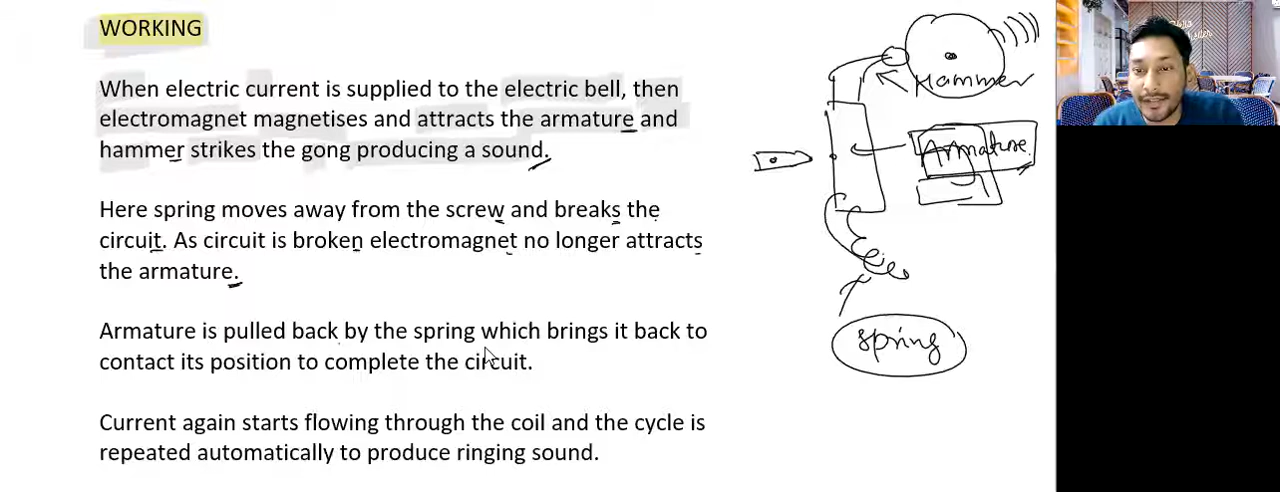 WORKING
When electric current is supplied to the electric bell, then
electromagnet magnetises and attracts the armature and
hammer strikes the gong producing a sound.
Here spring moves away from the screw and breaks the
circuit. As circuit is broken electromagnet no longer attracts
the armature.
Armature is pulled back by the spring which brings it back to
contact its position to complete the circuit.
Current again starts flowing through the coil and the cycle is
repeated automatically to produce ringing sound.
Hammer
Armature
spring